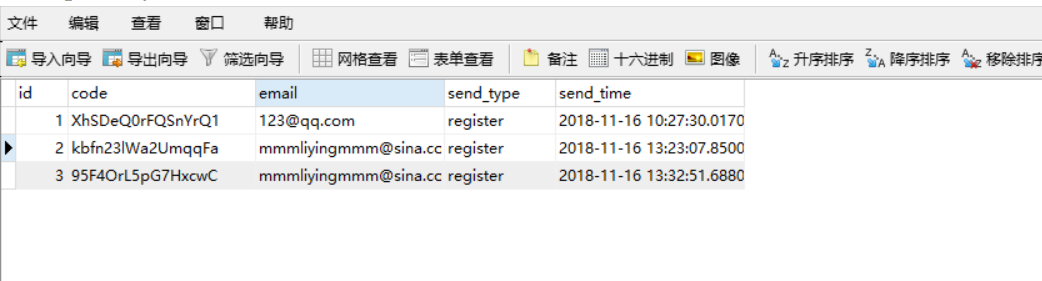 文件 编辑 查看 窗口 帮助
导入向导 导出向导 筛选向导 网格查看 表单查看 备注 十六进制 图像 升序排序 降序排序 移除排序
id code email send_type send_time
1 XhSDeQ0rFQSnYrQ1 123@qq.com register 2018-11-16 10:27:30.0170
2 kbfn23lWa2UmqqFa mmmliyingmmm@sina.cc register 2018-11-16 13:23:07.8500
3 95F4OrL5pG7HxcwC mmmliyingmmm@sina.cc register 2018-11-16 13:32:51.6880